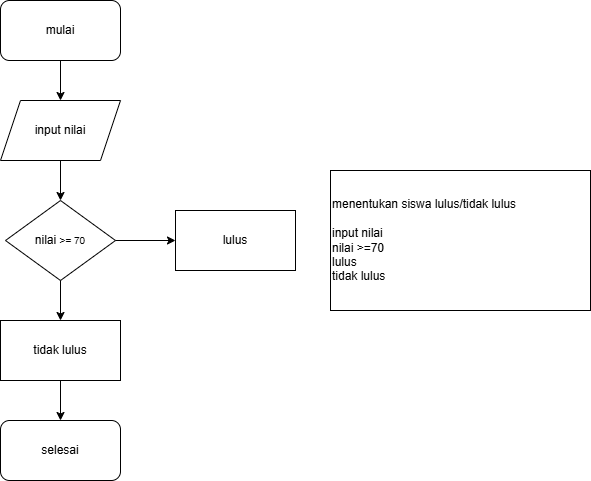 mulai
input nilai
nilai >= 70
lulus
tidak lulus
selesai
menentukan siswa lulus/tidak lulus
input nilai
nilai >=70
lulus
tidak lulus